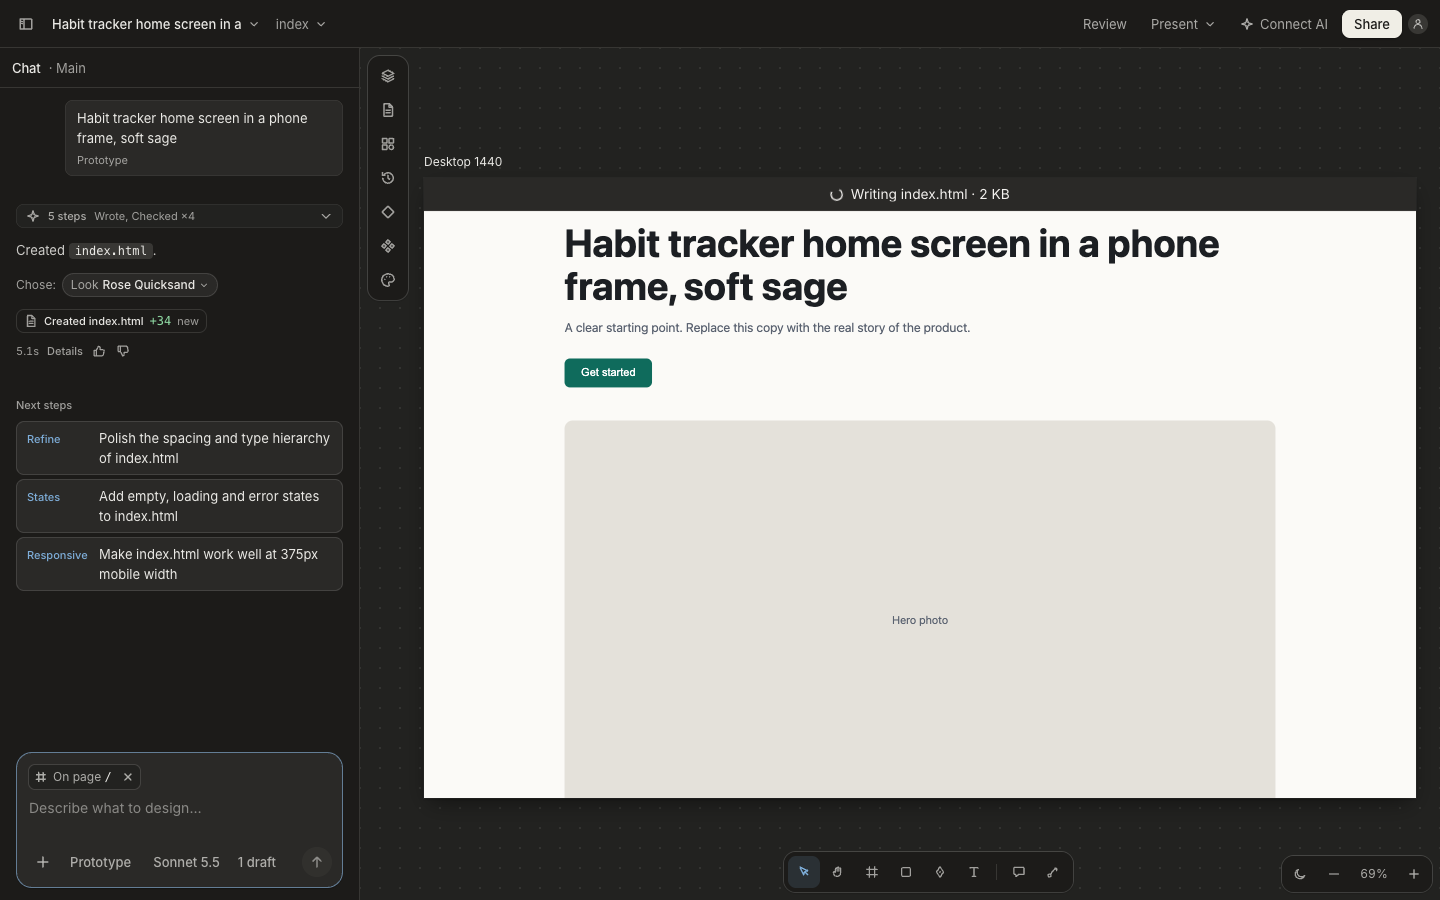 Habit tracker home screen in a
index
Review
Present
Connect AI
Share
Chat · Main
Habit tracker home screen in a phone
frame, soft sage
Prototype
5 steps Wrote, Checked ×4
Created index.html.
Chose: Look Rose Quicksand
Created index.html +34 new
5.1s Details
Next steps
Refine
Polish the spacing and type hierarchy
of index.html
States
Add empty, loading and error states
to index.html
Responsive
Make index.html work well at 375px
mobile width
On page /
Describe what to design...
Prototype
Sonnet 5.5
1 draft
Desktop 1440
Writing index.html · 2 KB
Habit tracker home screen in a phone
frame, soft sage
A clear starting point. Replace this copy with the real story of the product.
Get started
Hero photo
69%